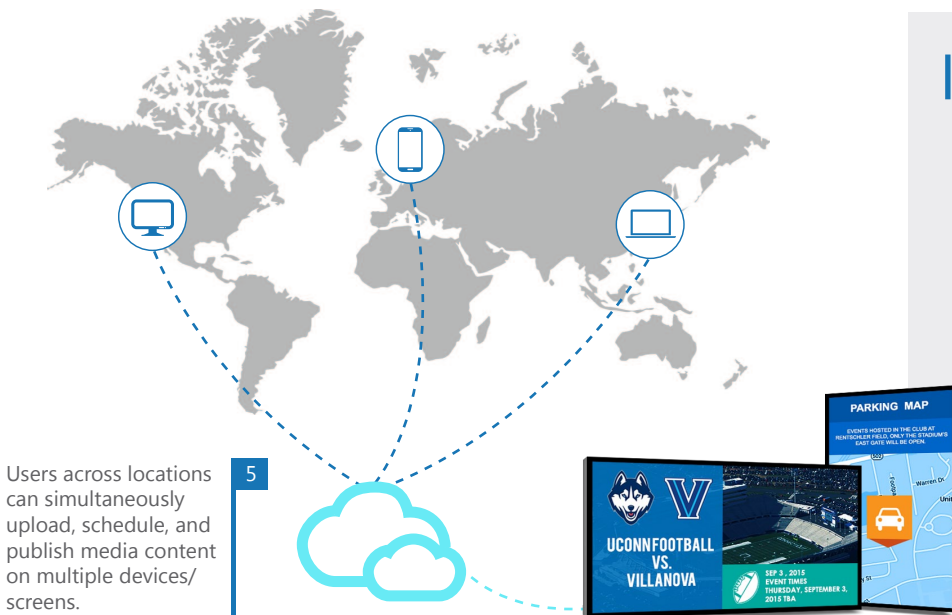 PARKING MAP
EVENTS HOSTED IN THE CLUB AT
RENTSCHLER FIELD, ONLY THE STADIUM'S
EAST GATE WILL BE OPEN.
Warren Dr
Users across locations
can simultaneously
upload, schedule, and
publish media content
on multiple devices/
screens.
5
UCONN FOOTBALL
VS.
VILLANOVA
SEP 3, 2015
EVENT TIMES
THURSDAY, SEPTEMBER 3,
2015 TBA